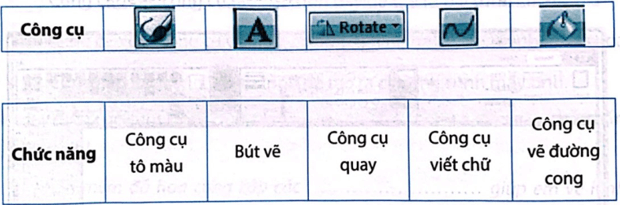 Công cụ A Rotate
Chức năng Công cụ tô màu Bút vẽ Công cụ quay Công cụ viết chữ Công cụ vẽ đường cong